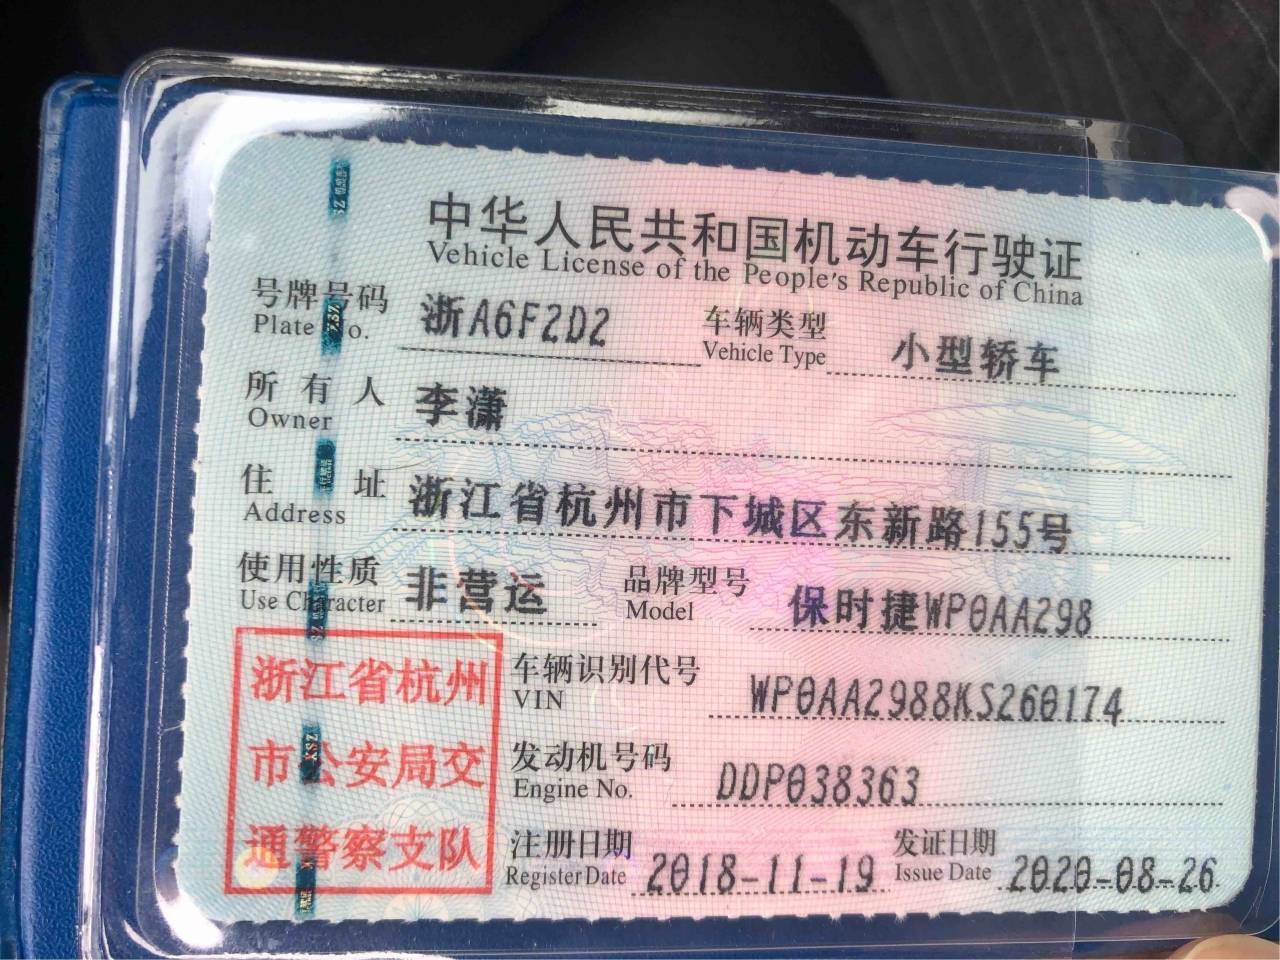 中华人民共和国机动车行驶证
Vehicle License of the People's Republic of China
号牌号码 浙A6F2D2 车辆类型 小型轿车
Plate No. Vehicle Type
所有人 李潇
Owner
住址 浙江省杭州市下城区东新路155号
Address
使用性质 非营运 品牌型号 保时捷WP0AA298
Use Character Model
浙江省杭州
市公安局交
通警察支队
车辆识别代号 WP0AA2988KS260174
VIN
发动机号码 DDP038363
Engine No.
注册日期 2018-11-19 发证日期 2020-08-26
Register Date Issue Date